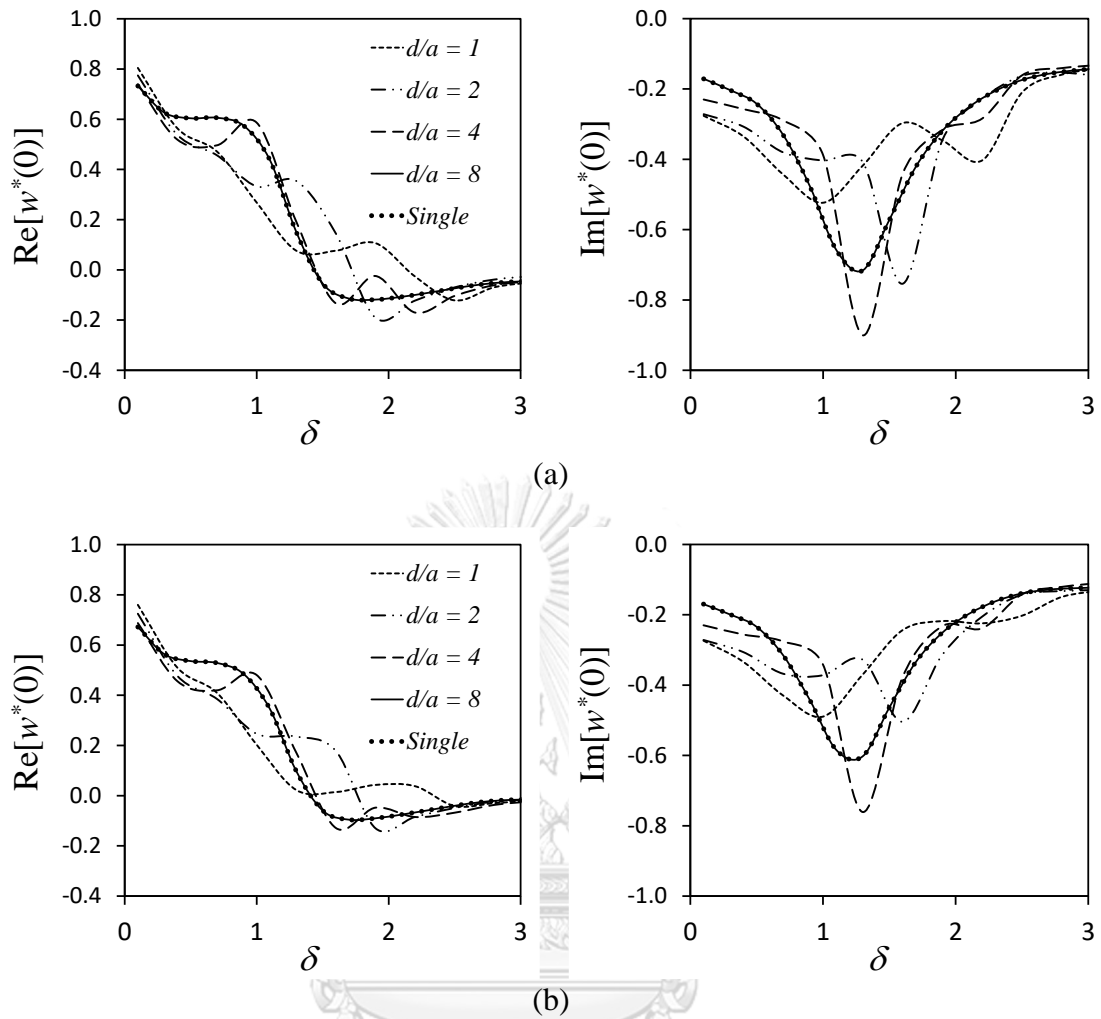 1.0
0.8
0.6
0.4
0.2
0.0
-0.2
-0.4
Re[w*(0)]
0 1 2 3
δ
d/a = 1
d/a = 2
d/a = 4
d/a = 8
Single
0.0
-0.2
-0.4
-0.6
-0.8
-1.0
Im[w*(0)]
0 1 2 3
δ
(a)
1.0
0.8
0.6
0.4
0.2
0.0
-0.2
-0.4
Re[w*(0)]
0 1 2 3
δ
d/a = 1
d/a = 2
d/a = 4
d/a = 8
Single
0.0
-0.2
-0.4
-0.6
-0.8
-1.0
Im[w*(0)]
0 1 2 3
δ
(b)